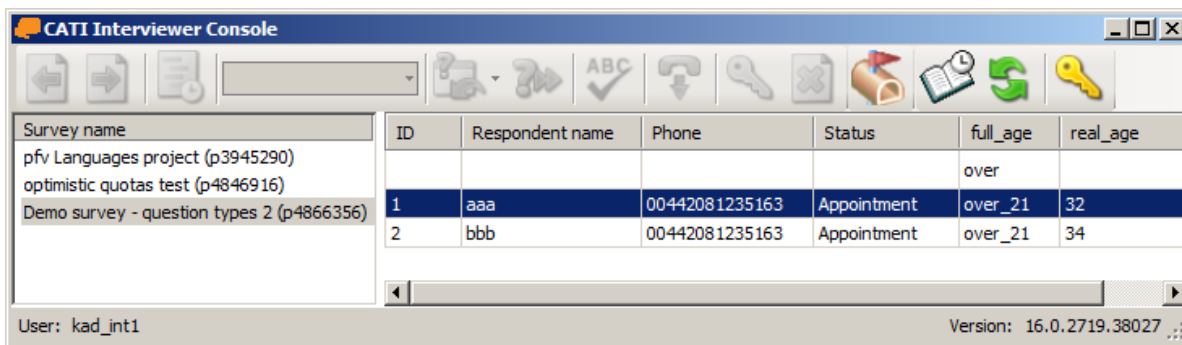 CATI Interviewer Console
ABC
Survey name
pfv Languages project (p3945290)
optimistic quotas test (p4846916)
Demo survey - question types 2 (p4866356)
ID Respondent name Phone Status full_age real_age
over
1 aaa 00442081235163 Appointment over_21 32
2 bbb 00442081235163 Appointment over_21 34
User: kad_int1 Version: 16.0.2719.38027